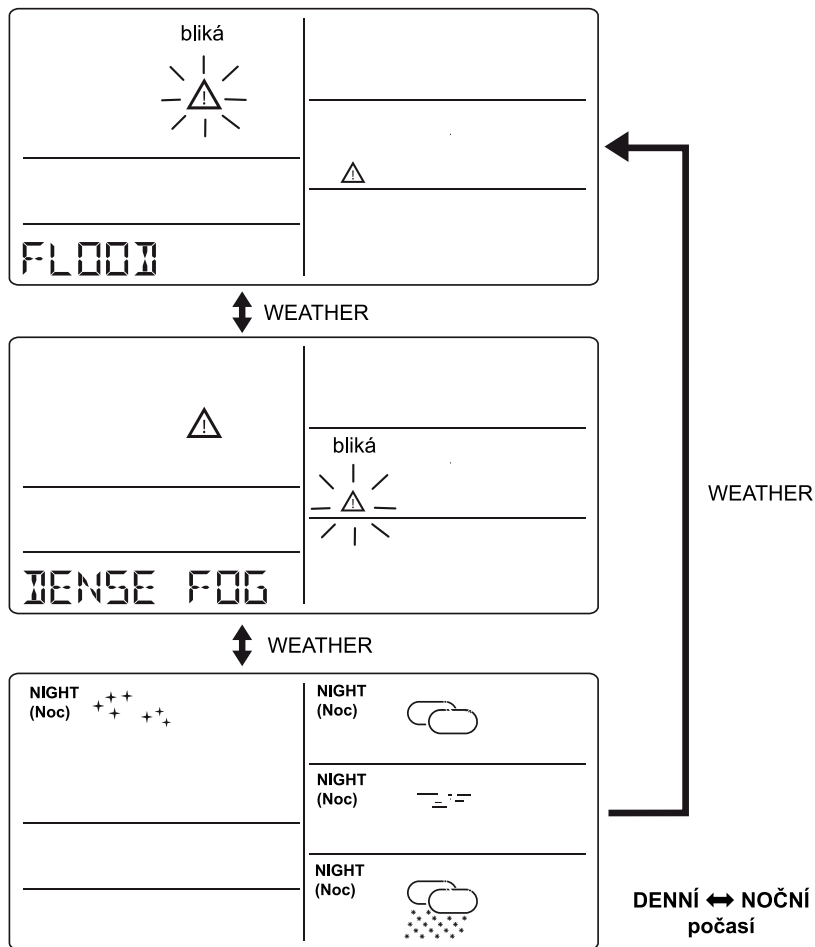 bliká
FLOOD
WEATHER
bliká
DENSE FOG
WEATHER
WEATHER
NIGHT
(Noc)
NIGHT
(Noc)
NIGHT
(Noc)
NIGHT
(Noc)
DENNÍ ↔ NOČNÍ
počasí